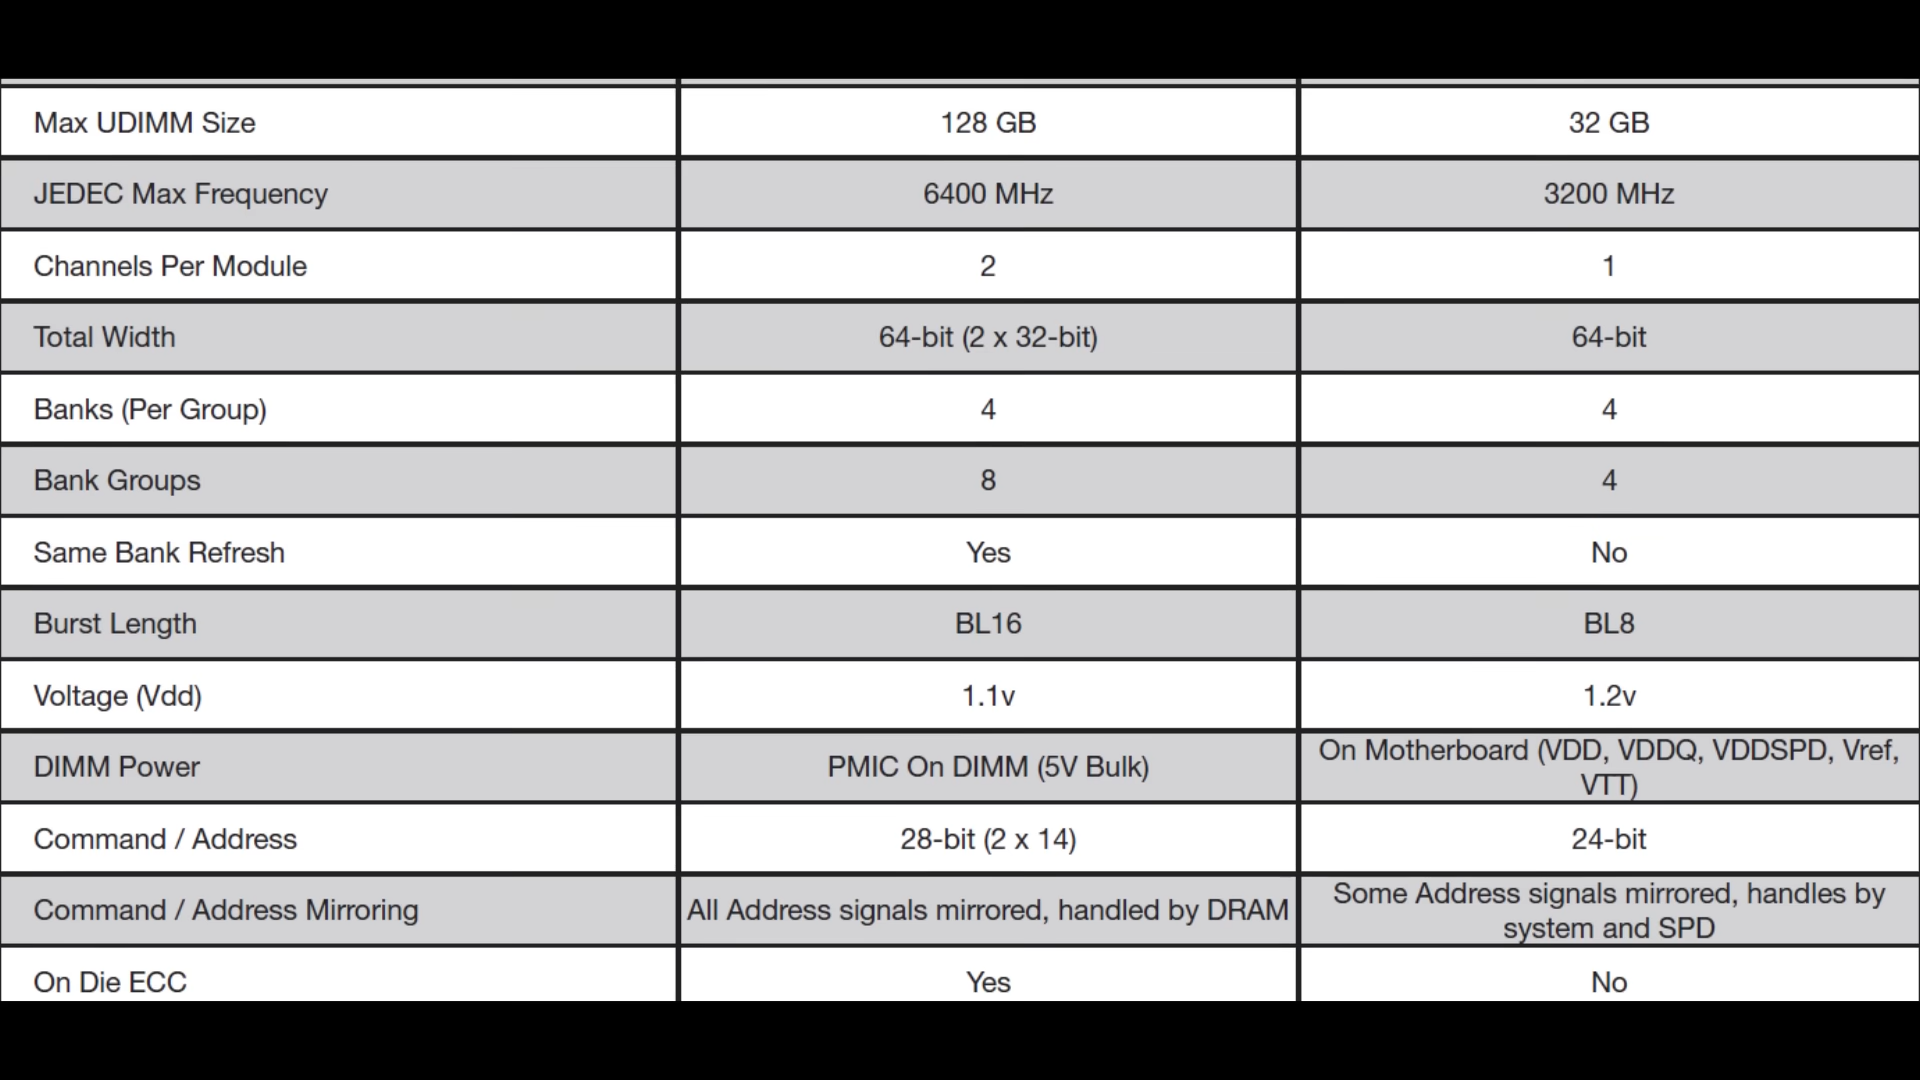 Max UDIMM Size 128 GB 32 GB
JEDEC Max Frequency 6400 MHz 3200 MHz
Channels Per Module 2 1
Total Width 64-bit (2 x 32-bit) 64-bit
Banks (Per Group) 4 4
Bank Groups 8 4
Same Bank Refresh Yes No
Burst Length BL16 BL8
Voltage (Vdd) 1.1v 1.2v
DIMM Power PMIC On DIMM (5V Bulk) On Motherboard (VDD, VDDQ, VDDSPD, Vref,
VTT)
Command / Address 28-bit (2 x 14) 24-bit
Command / Address Mirroring All Address signals mirrored, handled by DRAM Some Address signals mirrored, handles by
system and SPD
On Die ECC Yes No